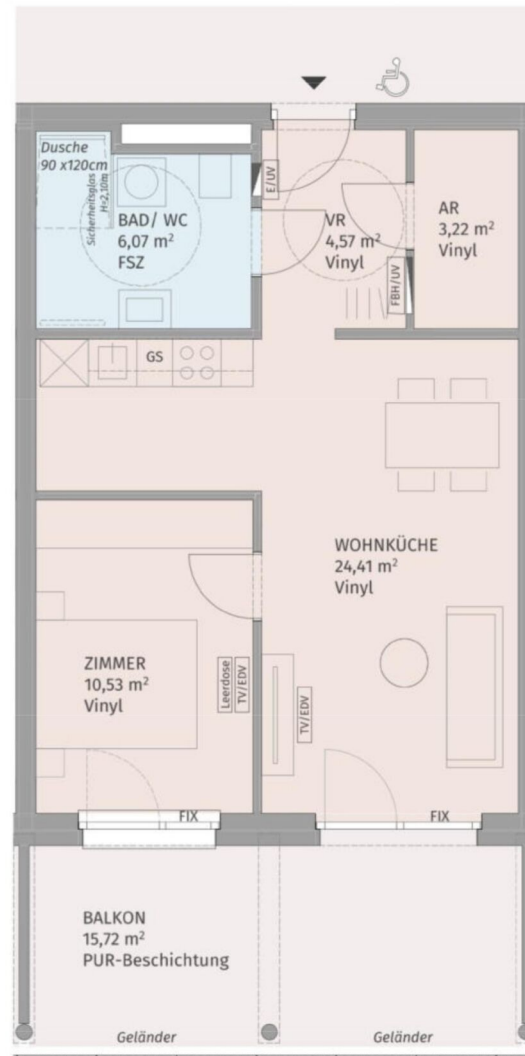 Dusche
90 x120cm
Sicherheitsglas
H=2,10m
BAD/ WC
6,07 m²
FSZ
E/UV
VR
4,57 m²
Vinyl
AR
3,22 m²
Vinyl
FBH/UV
GS
WOHNKÜCHE
24,41 m²
Vinyl
ZIMMER
10,53 m²
Vinyl
Leerdose
TV/EDV
TV/EDV
FIX
FIX
BALKON
15,72 m²
PUR-Beschichtung
Geländer
Geländer